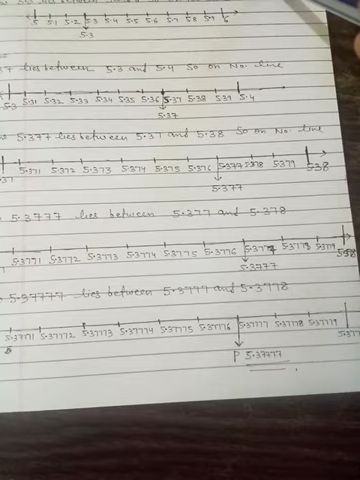 5 5.1 5.2 5.3 5.4 5.5 5.6 5.7 5.8 5.9 6
5.3
lies between 5.3 and 5.4 So on No. line
5.3 5.31 5.32 5.33 5.34 5.35 5.36 5.37 5.38 5.39 5.4
5.37
5.377 lies between 5.37 and 5.38 So on No. line
5.371 5.372 5.373 5.374 5.375 5.376 5.377 5.378 5.379 5.38
5.377
5.3777 lies between 5.377 and 5.378
5.3771 5.3772 5.3773 5.3774 5.3775 5.3776 5.3777 5.3778 5.3779
5.3777
5.37777 lies between 5.3777 and 5.3778
5.37771 5.37772 5.37773 5.37774 5.37775 5.37776 5.37777 5.37778 5.37779
P 5.37777